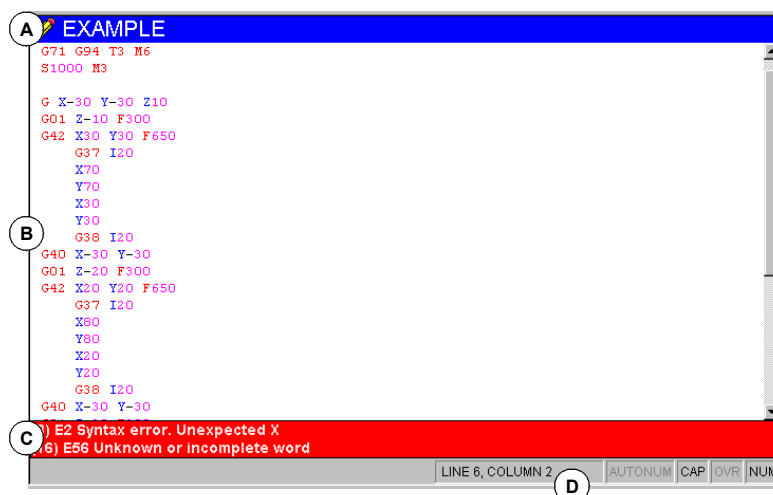 A
EXAMPLE
G71 G94 T3 M6
S1000 M3
G X-30 Y-30 Z10
G01 Z-10 F300
G42 X30 Y30 F650
G37 I20
X70
Y70
X30
Y30
B
G38 I20
G40 X-30 Y-30
G01 Z-20 F300
G42 X20 Y20 F650
G37 I20
X80
Y80
X20
Y20
G38 I20
G40 X-30 Y-30
C
) E2 Syntax error. Unexpected X
16) E56 Unknown or incomplete word
LINE 6, COLUMN 2
AUTONUM CAP OVR NUM
D